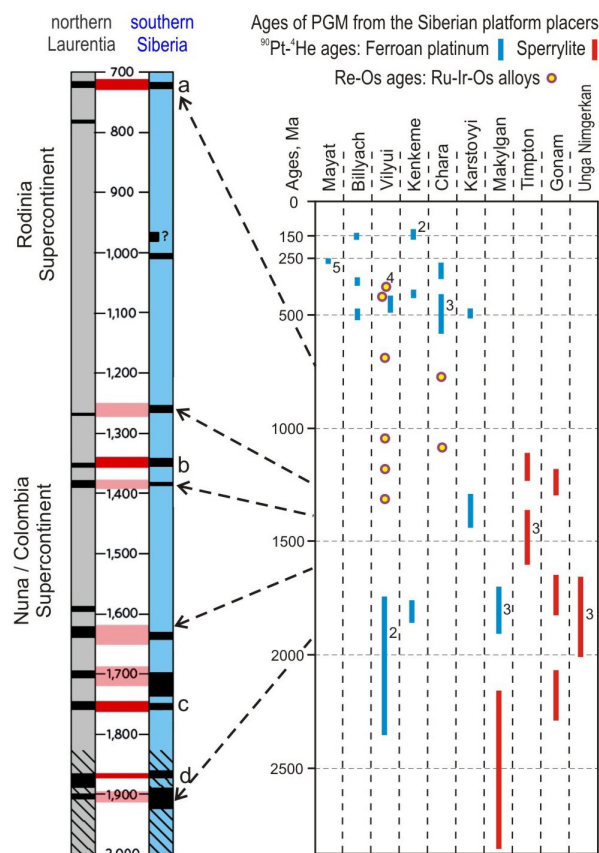 northern
Laurentia
southern
Siberia
Ages of PGM from the Siberian platform placers
⁹⁰Pt-⁴He ages: Ferroan platinum
Sperrylite
Re-Os ages: Ru-Ir-Os alloys
Rodinia
Supercontinent
Nuna / Colombia
Supercontinent
700
800
900
1,000
1,100
1,200
1,300
1,400
1,500
1,600
1,700
1,800
1,900
2,000
a
?
b
c
d
Ages, Ma
Mayat
Billyach
Vilyui
Kenkeme
Chara
Karstovyi
Makylgan
Timpton
Gonam
Unga Nimgerkan
0
150
250
500
1000
1500
2000
2500
2
5
4
3
3
2
3
3